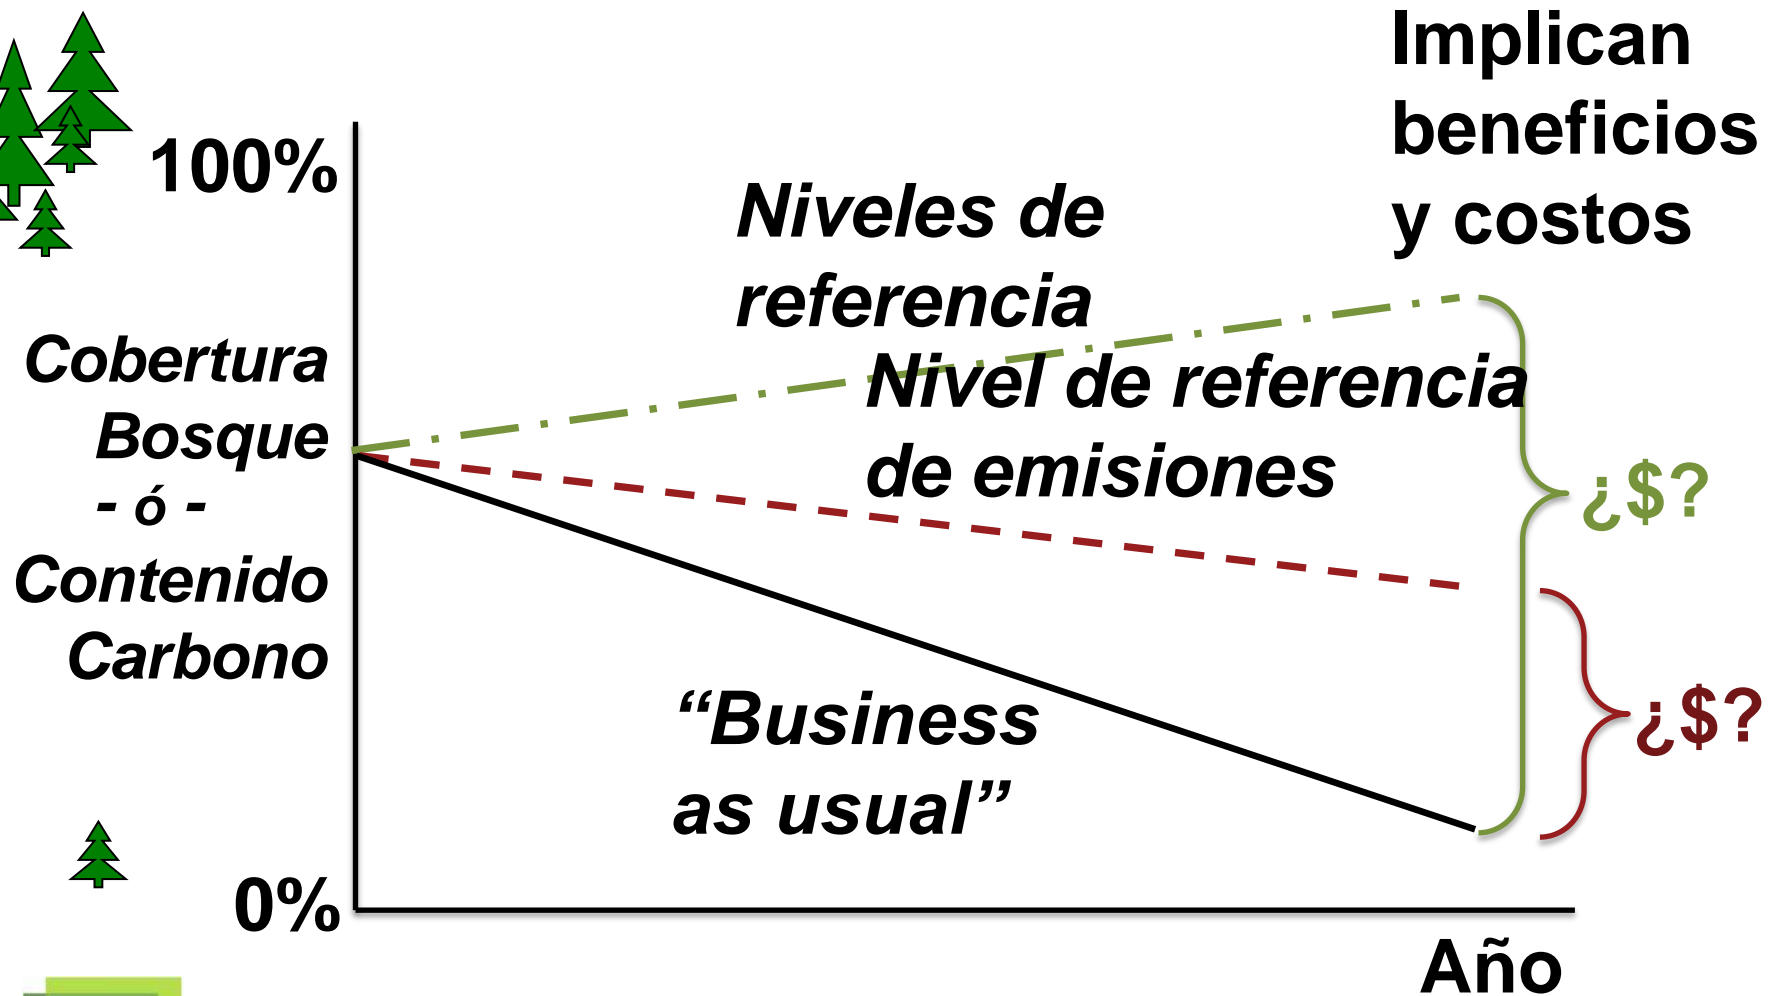 Implican
beneficios
y costos
100%
Niveles de
referencia
Cobertura
Bosque
- ó -
Contenido
Carbono
Nivel de referencia
de emisiones
¿$?
¿$?
“Business
as usual”
0%
Año